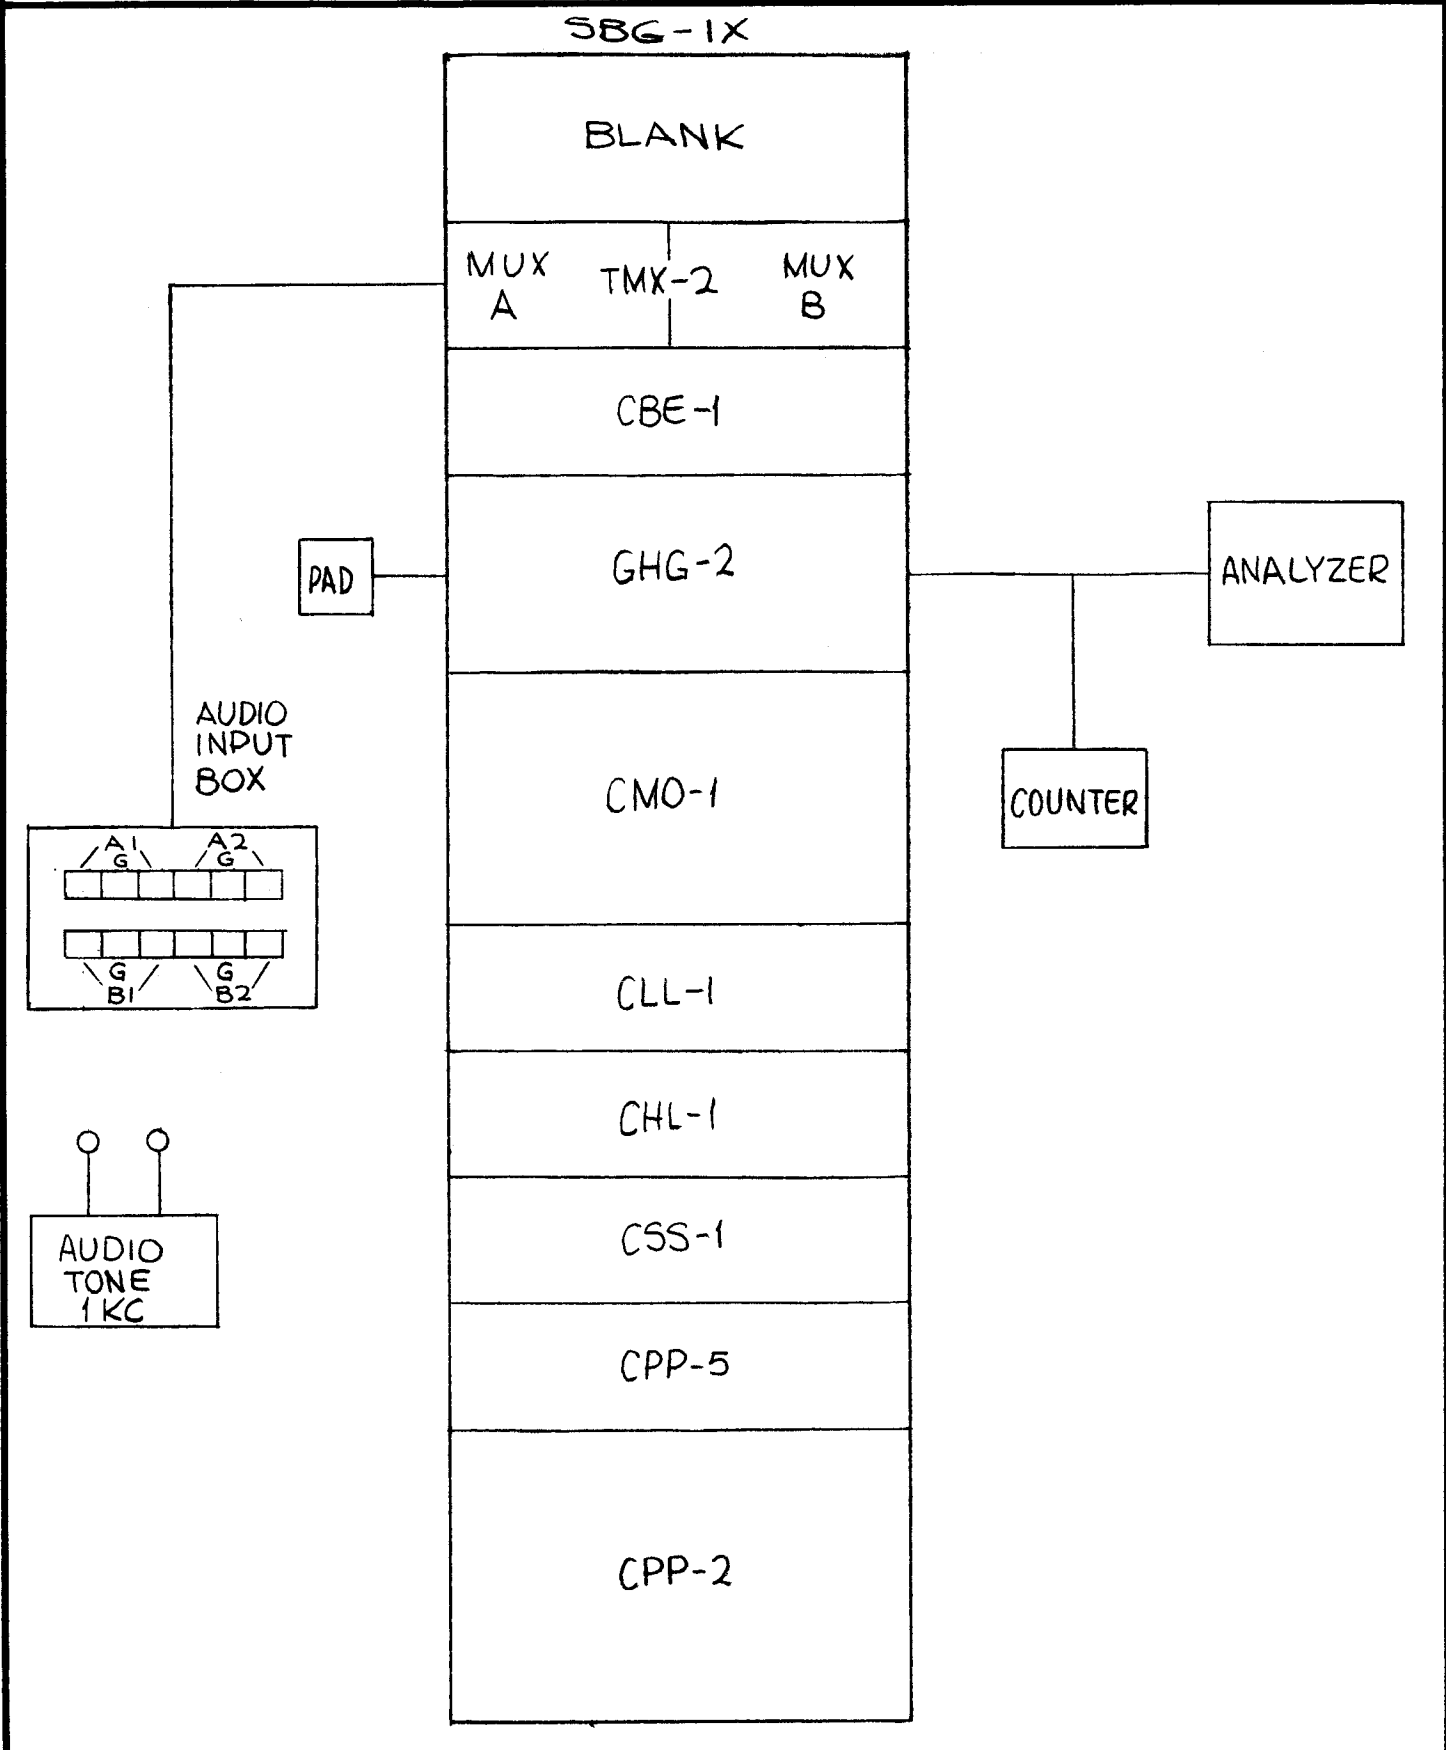 SBG-1X
BLANK
MUX
A
TMX-2
MUX
B
CBE-1
GHG-2
PAD
ANALYZER
AUDIO
INPUT
BOX
CMO-1
COUNTER
A1
G
A2
G
G
B1
G
B2
CLL-1
CHL-1
CSS-1
AUDIO
TONE
1KC
CPP-5
CPP-2